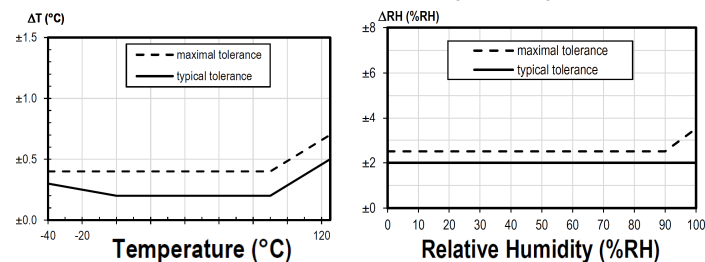 ΔT (°C)
±1.5
±1.0
±0.5
±0.0
maximal tolerance
typical tolerance
-40 -20 120
Temperature (°C)
ΔRH (%RH)
±8
±6
±4
±2
±0
maximal tolerance
typical tolerance
0 10 20 30 40 50 60 70 80 90 100
Relative Humidity (%RH)